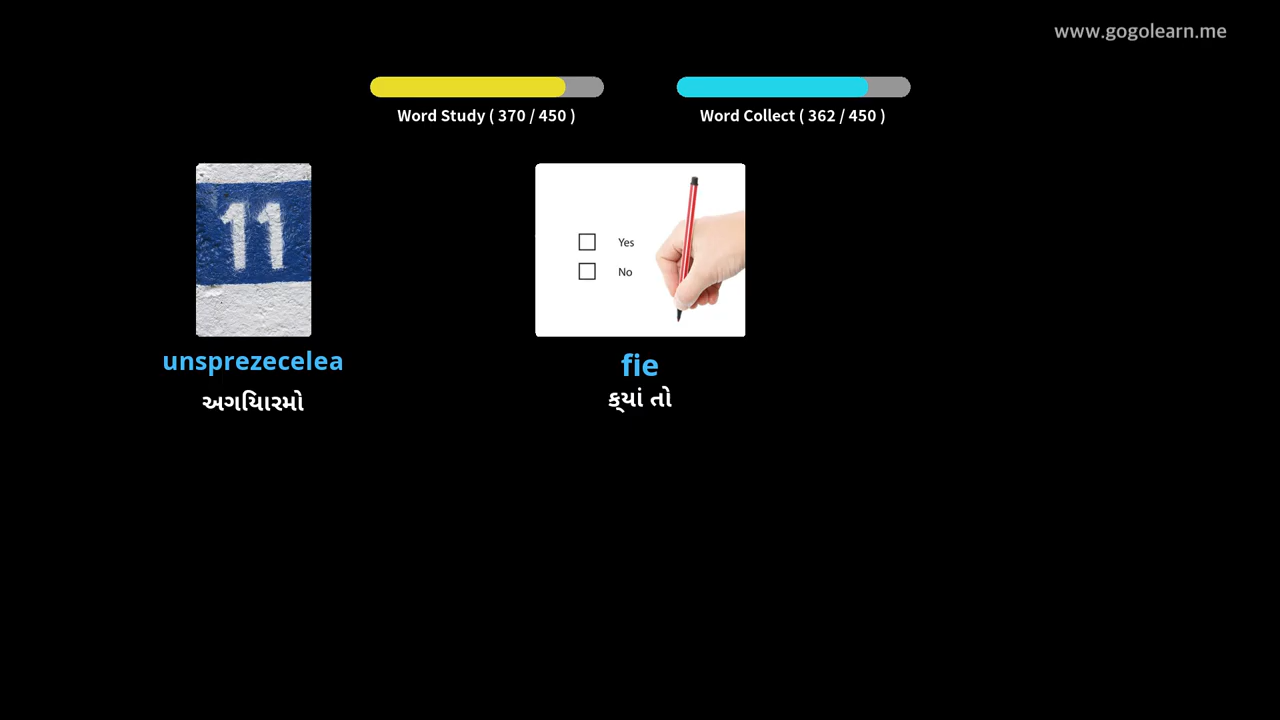 www.gogolearn.me
Word Study ( 370 / 450 )
Word Collect ( 362 / 450 )
11
Yes
No
unsprezecelea
અગિયારમો
fie
ક્યાં તો